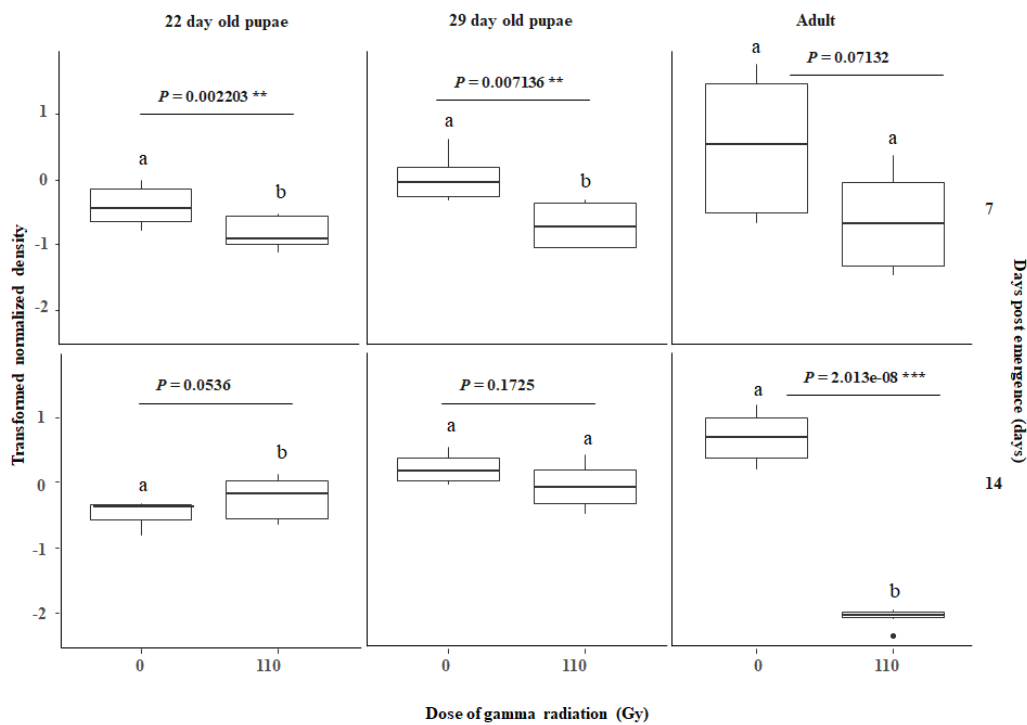 22 day old pupae
29 day old pupae
Adult
P = 0.002203 **
P = 0.007136 **
P = 0.07132
a
b
a
b
a
a
1
0
-1
-2
7
P = 0.0536
P = 0.1725
P = 2.013e-08 ***
a
b
a
a
a
b
1
0
-1
-2
14
Transformed normalized density
Days post emergence (days)
0
110
0
110
0
110
Dose of gamma radiation (Gy)